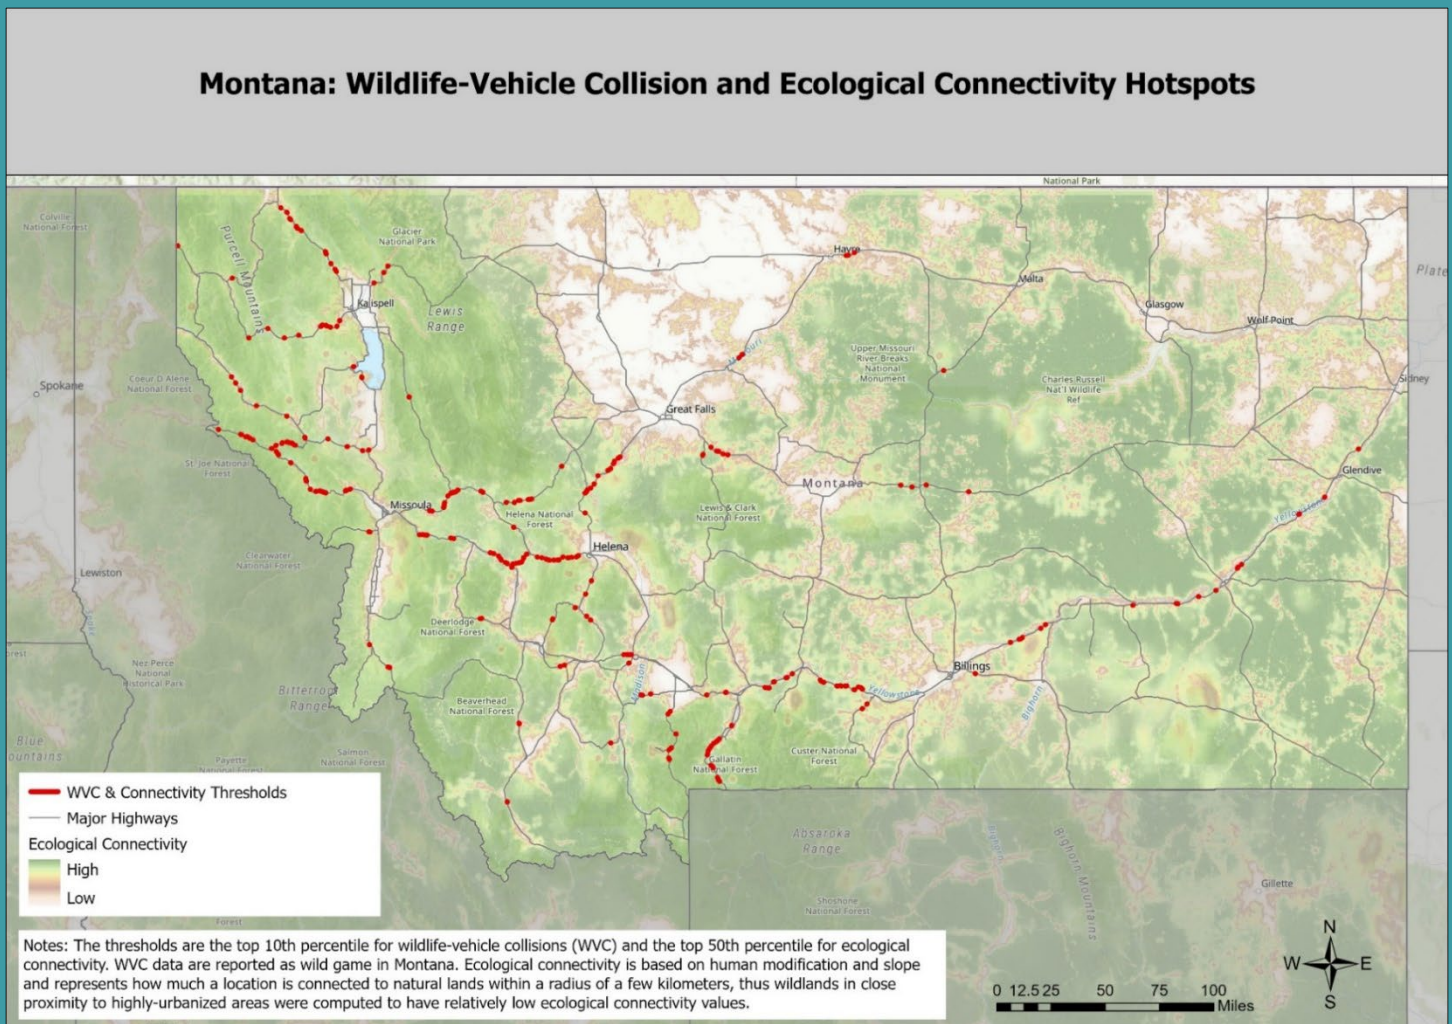 Montana: Wildlife-Vehicle Collision and Ecological Connectivity Hotspots
National Park
Colville
National Forest
Purcell Mountains
Glacier
National Park
Havre
Malta
Plate
Kalispell
Lewis
Range
Glasgow
Wolf Point
Missouri
Upper Missouri
River Breaks
National
Monument
Charles Russell
Nat'l Wildlife
Ref
Sidney
Spokane
Coeur D Alene
National Forest
Great Falls
St. Joe National
Forest
Montana
Glendive
Missoula
Helena National
Forest
Lewis & Clark
National Forest
Yellowstone
Helena
Clearwater
National Forest
Lewiston
Deerlodge
National Forest
Nez Perce
National
Historical Park
Billings
Madison
Bitterroot
Range
Beaverhead
National Forest
Yellowstone
Bighorn
Blue
ountains
Payette
National Forest
Salmon
National Forest
Gallatin
National Forest
Custer National
Forest
WVC & Connectivity Thresholds
Major Highways
Ecological Connectivity
High
Low
Absaroka
Range
Bighorn
Bighorn Mountains
Gillette
Shoshone
National Forest
Forest
Notes: The thresholds are the top 10th percentile for wildlife-vehicle collisions (WVC) and the top 50th percentile for ecological
connectivity. WVC data are reported as wild game in Montana. Ecological connectivity is based on human modification and slope
and represents how much a location is connected to natural lands within a radius of a few kilometers, thus wildlands in close
proximity to highly-urbanized areas were computed to have relatively low ecological connectivity values.
N
W E
S
0 12.5 25 50 75 100
Miles